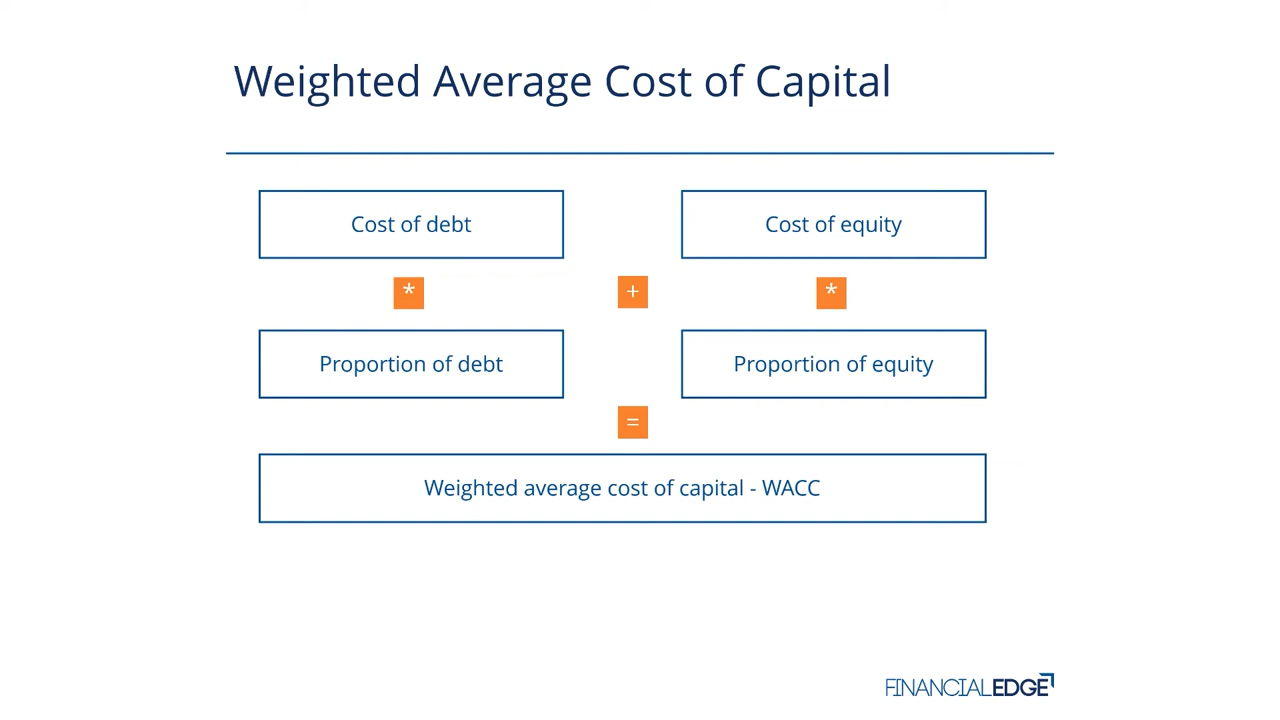 Weighted Average Cost of Capital
Cost of debt
Cost of equity
*
+
*
Proportion of debt
Proportion of equity
=
Weighted average cost of capital - WACC
FINANCIALEDGE